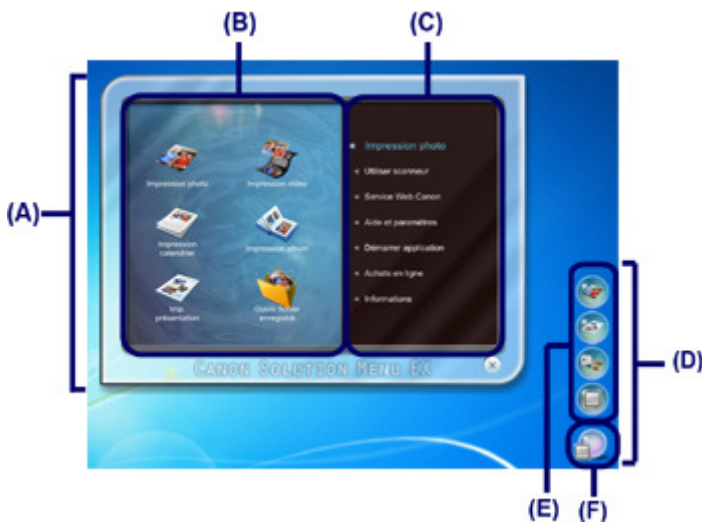 (B)
(C)
(A)
Impression photo
Impression vidéo
Impression
calendrier
Impression album
Imp.
présentation
Ouvrir fichier
enregistré
Impression photo
Utiliser scanneur
Service Web Canon
Aide et paramètres
Démarrer application
Achats en ligne
Informations
CANON SOLUTION MENU EX
(D)
(E)
(F)